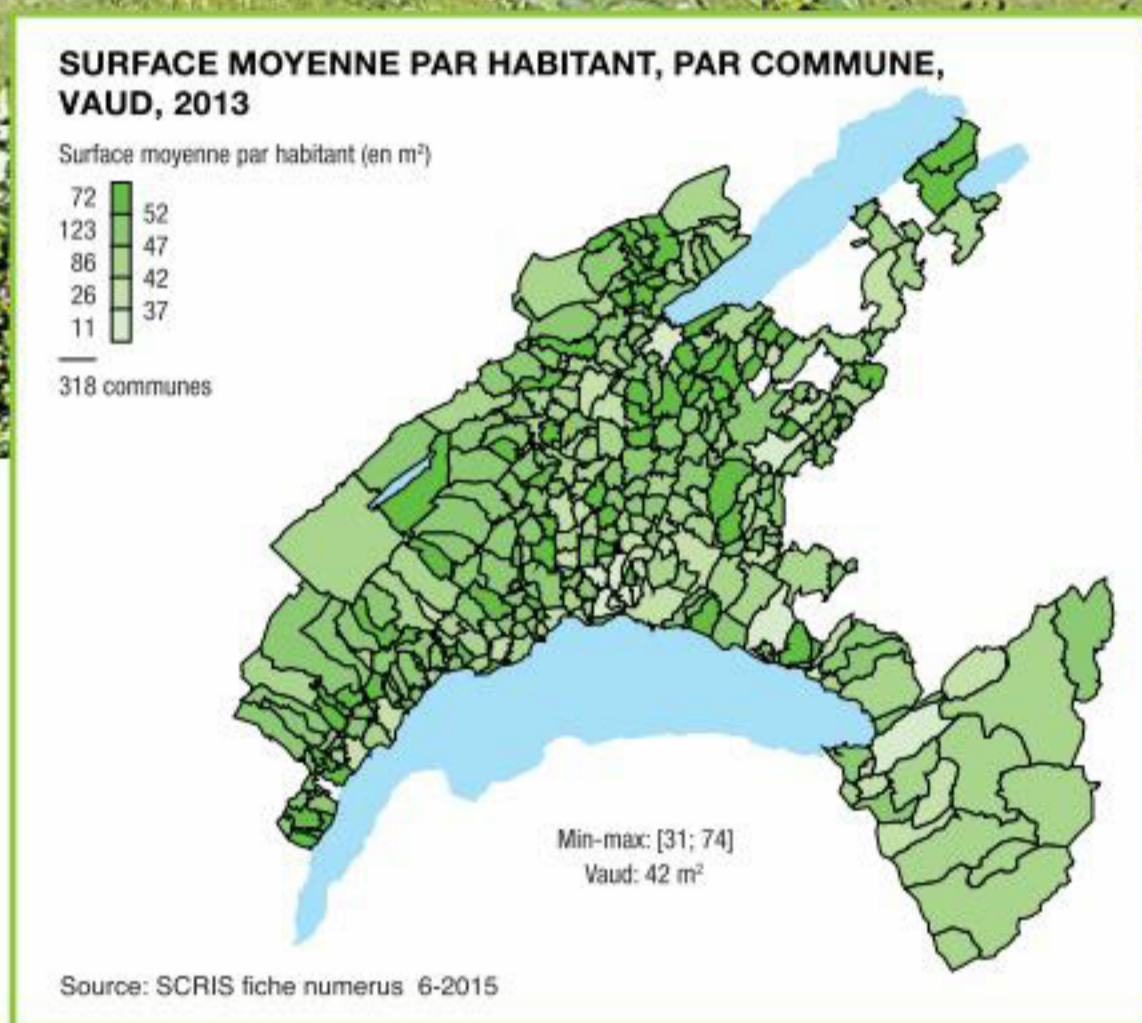 SURFACE MOYENNE PAR HABITANT, PAR COMMUNE,
VAUD, 2013
Surface moyenne par habitant (en m²)
72
52
123
47
86
42
26
37
11
318 communes
Min-max: [31; 74]
Vaud: 42 m²
Source: SCRIS fiche numerus 6-2015